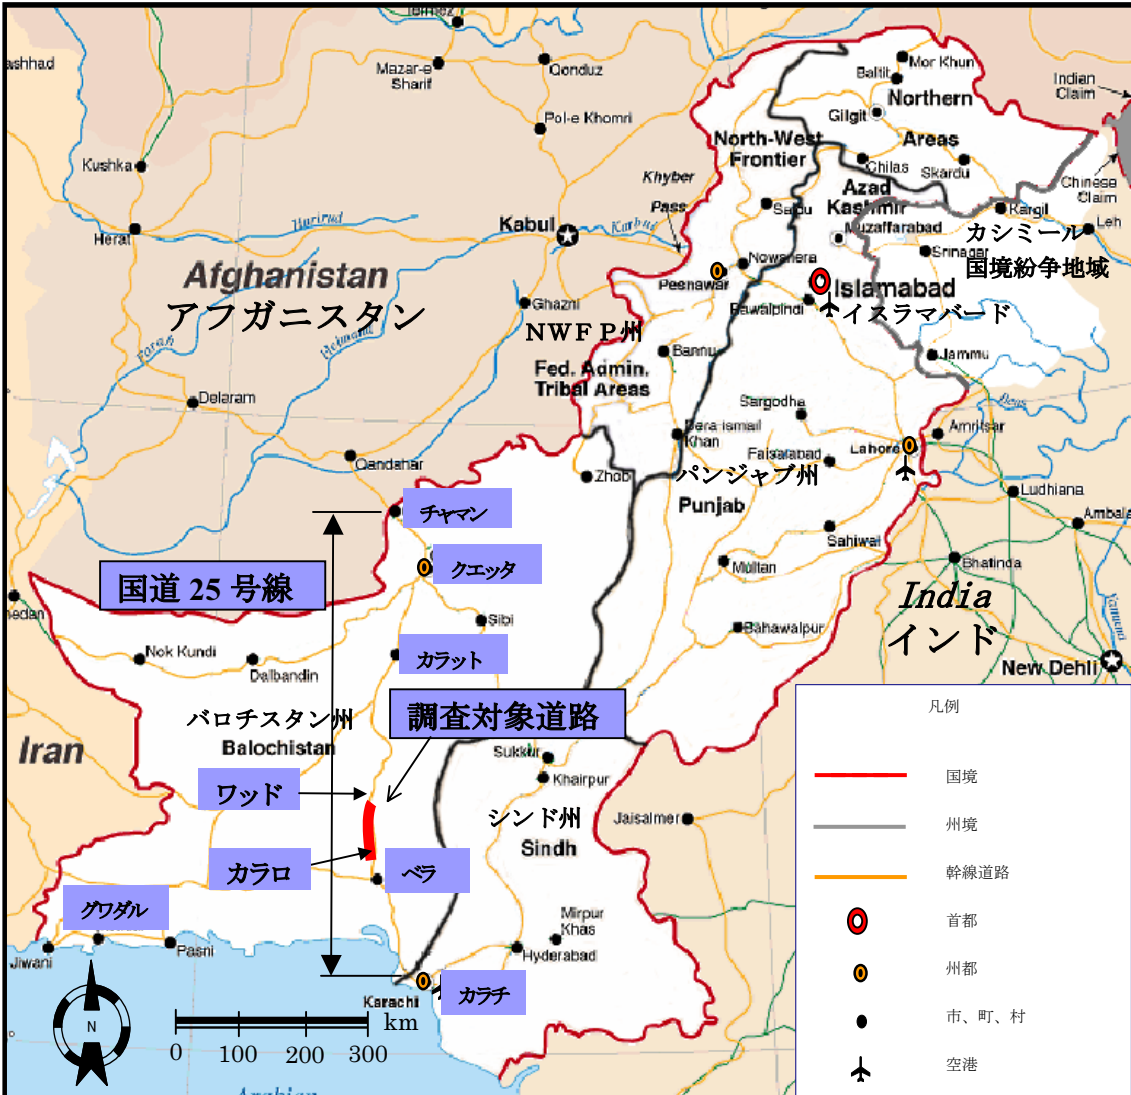 Mazar-e
Sharif
Qonduz
Mor Khun
Baltit
Indian
Claim
Northern
Gilgit
Pol-e Khomri
North-West
Frontier
Areas
Kushka
Chilas
Skardu
Khyber
Pass
Azad
Kashmir
Chinese
Claim
Saidu
Kargil
Harirud
Kabul
Muzaffarabad
Leh
Herat
カシミール
Srinagar
国境紛争地域
Nowshera
Afghanistan
アフガニスタン
Islamabad
イスラマバード
Ghazni
Rawalpindi
NWFP州
Helmand
Bannu
Jammu
Fed. Admin.
Tribal Areas
Delaram
Sargodha
Amritsar
Dera Ismail
Khan
Lahore
Faisalabad
Qandahar
Zhob
パンジャブ州
Punjab
Ludhiana
チャマン
Ambala
Sahiwal
クエッタ
Multan
Bhatinda
国道 25 号線
India
インド
Sibi
Bahawalpur
Nok Kundi
カラット
Dalbandin
New Dehli
調査対象道路
バロチスタン州
Balochistan
Iran
Sukkur
Khairpur
ワッド
シンド州
Sindh
Jaisalmer
カラロ
ベラ
グワダル
Mirpur
Khas
Pasni
Hyderabad
Jiwani
カラチ
Karachi
N
km
0 100 200 300
Arabian
凡例
国境
州境
幹線道路
首都
州都
市、町、村
空港